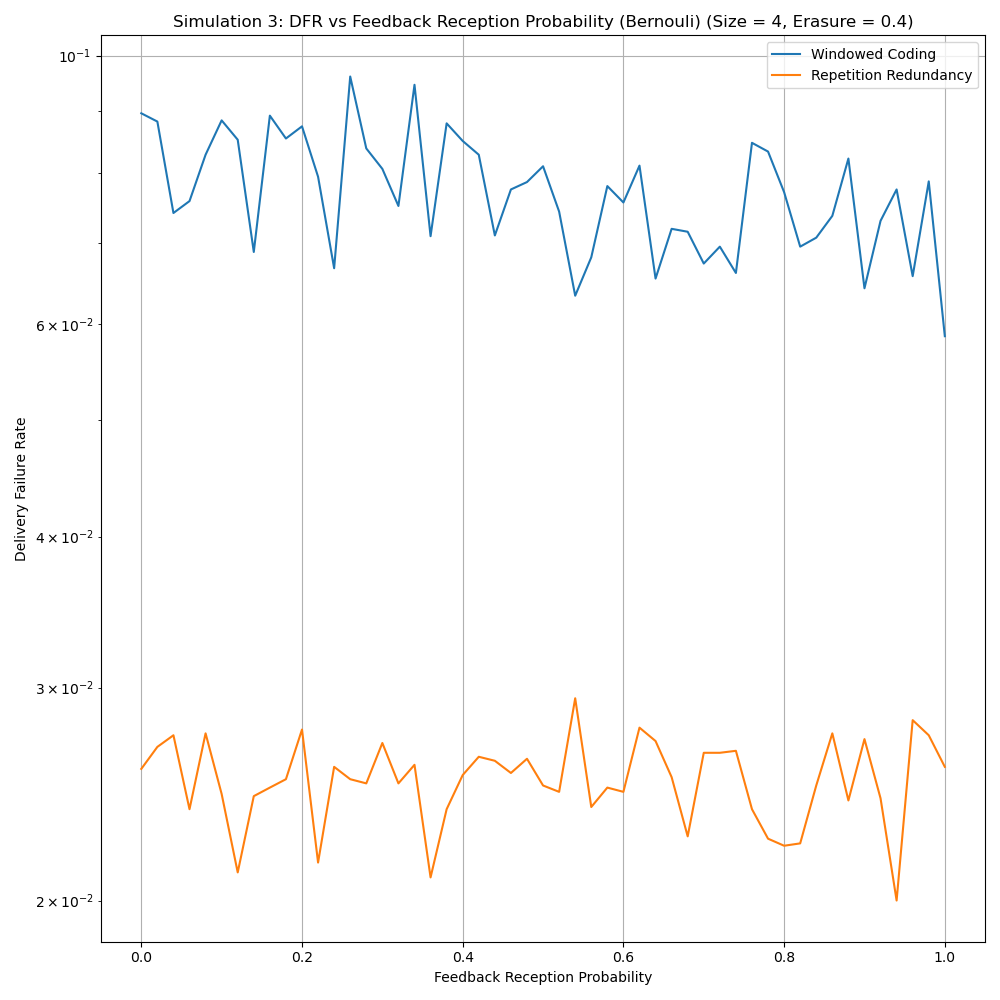 Simulation 3: DFR vs Feedback Reception Probability (Bernouli) (Size = 4, Erasure = 0.4)
Windowed Coding
Repetition Redundancy
Delivery Failure Rate
10⁻¹
6 × 10⁻²
4 × 10⁻²
3 × 10⁻²
2 × 10⁻²
0.0 0.2 0.4 0.6 0.8 1.0
Feedback Reception Probability